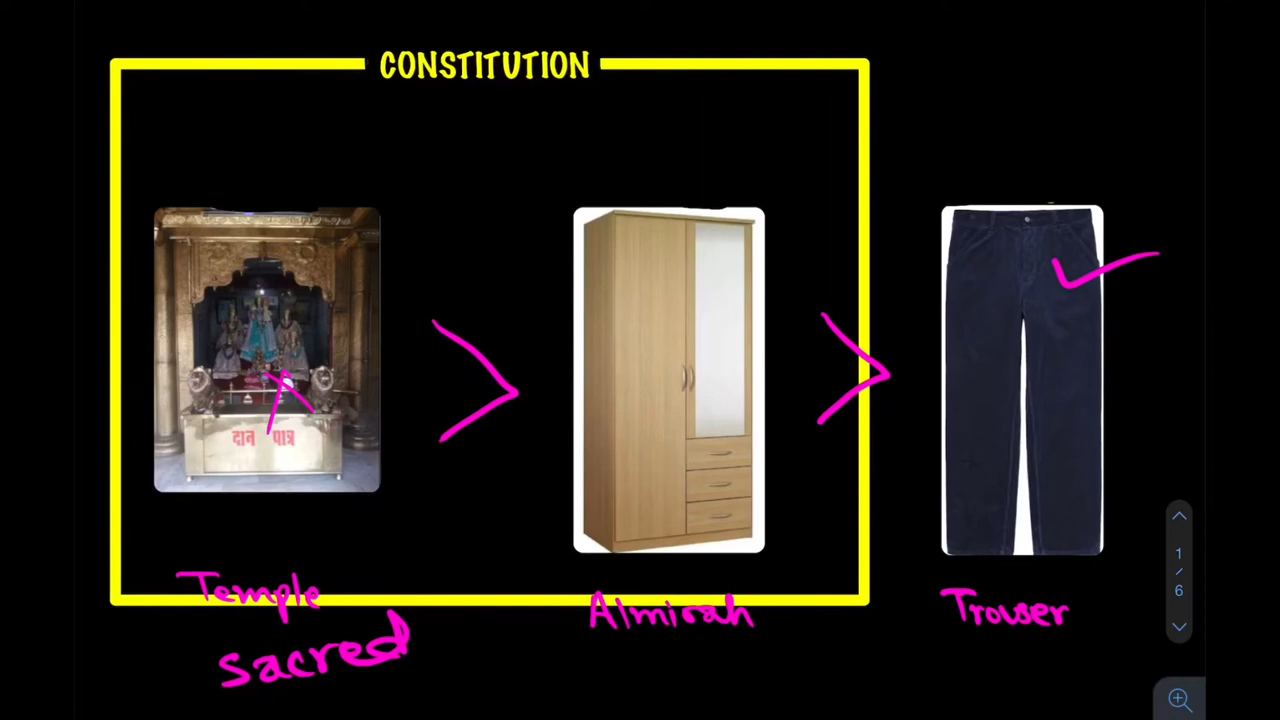 CONSTITUTION
दान पात्र
Temple
Sacred
Almirah
Trouser
1
/
6